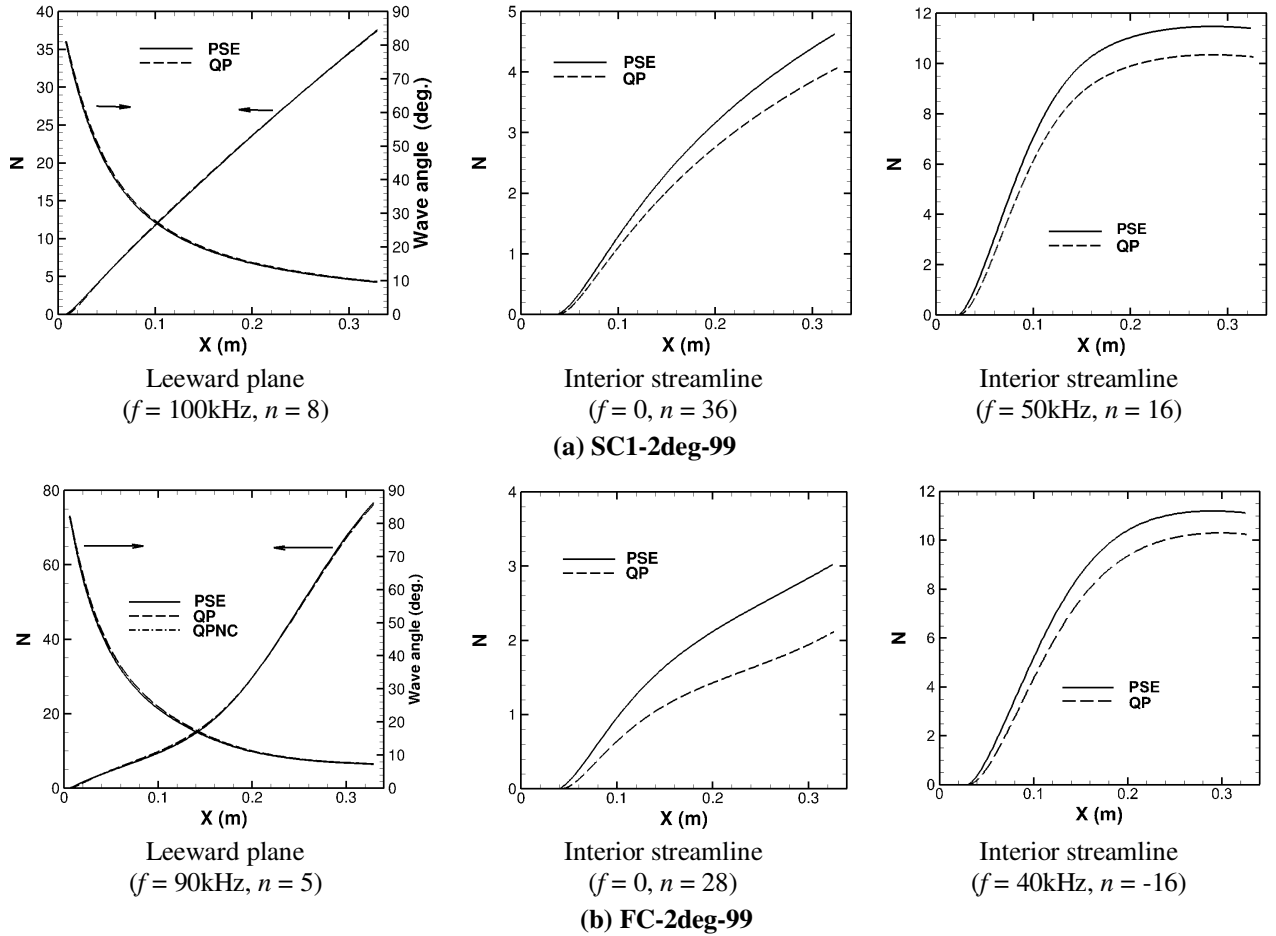 40
35
30
25
20
15
10
5
0
N
0
0.1
0.2
0.3
X (m)
90
80
70
60
50
40
30
20
10
0
Wave angle (deg.)
PSE
QP
Leeward plane
(f = 100kHz, n = 8)
5
4
3
2
1
0
N
0
0.1
0.2
0.3
X (m)
PSE
QP
Interior streamline
(f = 0, n = 36)
12
10
8
6
4
2
0
N
0
0.1
0.2
0.3
X (m)
PSE
QP
Interior streamline
(f = 50kHz, n = 16)
(a) SC1-2deg-99
80
60
40
20
0
N
0
0.1
0.2
0.3
X (m)
90
80
70
60
50
40
30
20
10
0
Wave angle (deg.)
PSE
QP
QPNC
Leeward plane
(f = 90kHz, n = 5)
4
3
2
1
0
N
0
0.1
0.2
0.3
X (m)
PSE
QP
Interior streamline
(f = 0, n = 28)
12
10
8
6
4
2
0
N
0
0.1
0.2
0.3
X (m)
PSE
QP
Interior streamline
(f = 40kHz, n = -16)
(b) FC-2deg-99